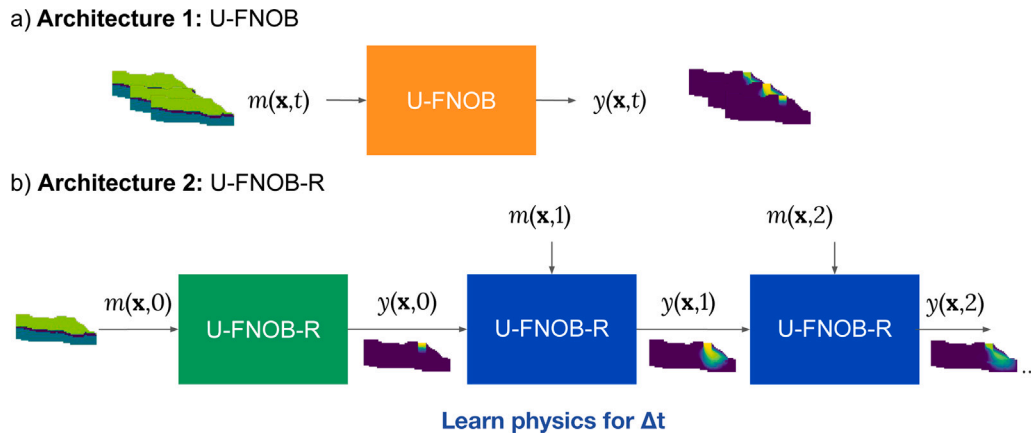 a) Architecture 1: U-FNOB
m(x,t)
U-FNOB
y(x,t)
b) Architecture 2: U-FNOB-R
m(x,1)
m(x,2)
m(x,0)
U-FNOB-R
y(x,0)
U-FNOB-R
y(x,1)
U-FNOB-R
y(x,2)
...
Learn physics for Δt